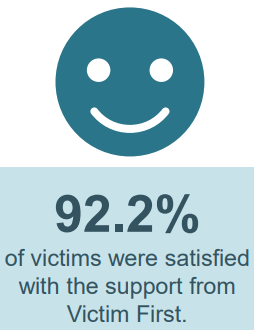 92.2%
of victims were satisfied
with the support from
Victim First.